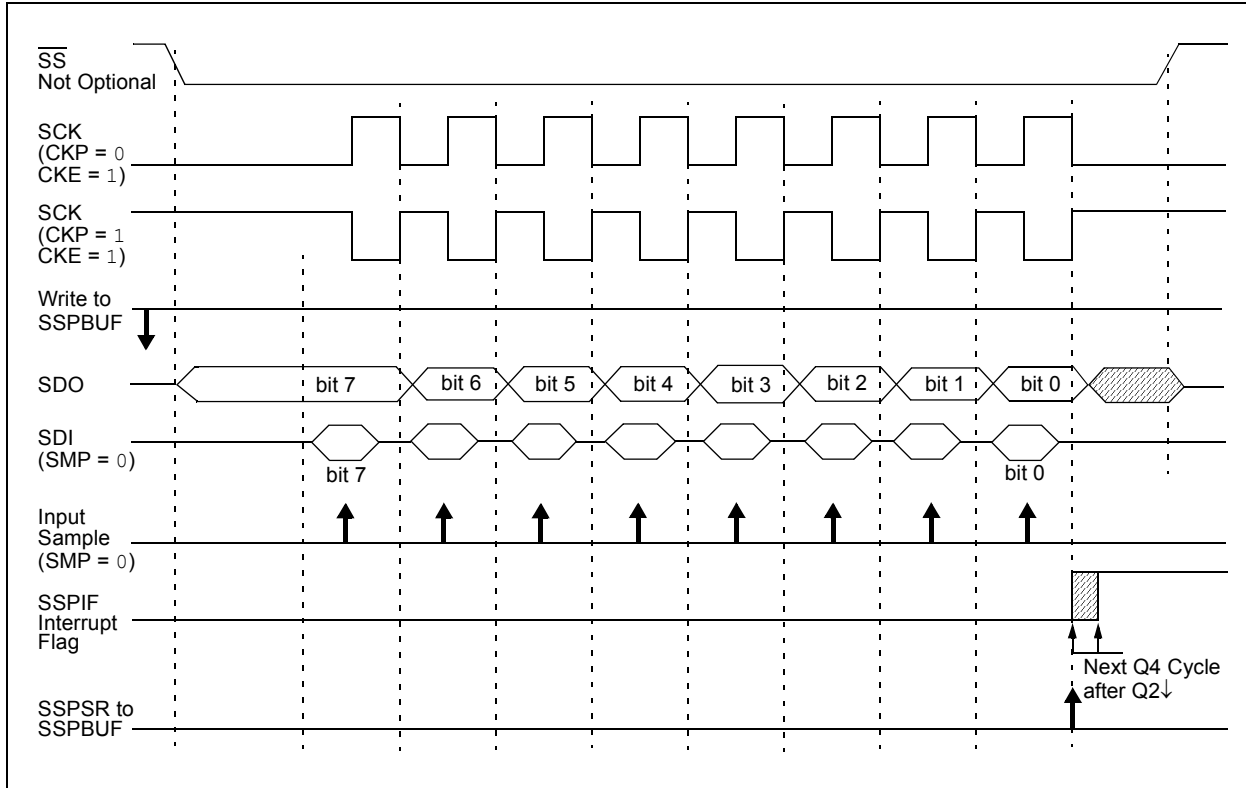 SS
Not Optional
SCK
(CKP = 0
CKE = 1)
SCK
(CKP = 1
CKE = 1)
Write to
SSPBUF
SDO
bit 7
bit 6
bit 5
bit 4
bit 3
bit 2
bit 1
bit 0
SDI
(SMP = 0)
bit 7
bit 0
Input
Sample
(SMP = 0)
SSPIF
Interrupt
Flag
Next Q4 Cycle
after Q2↓
SSPSR to
SSPBUF